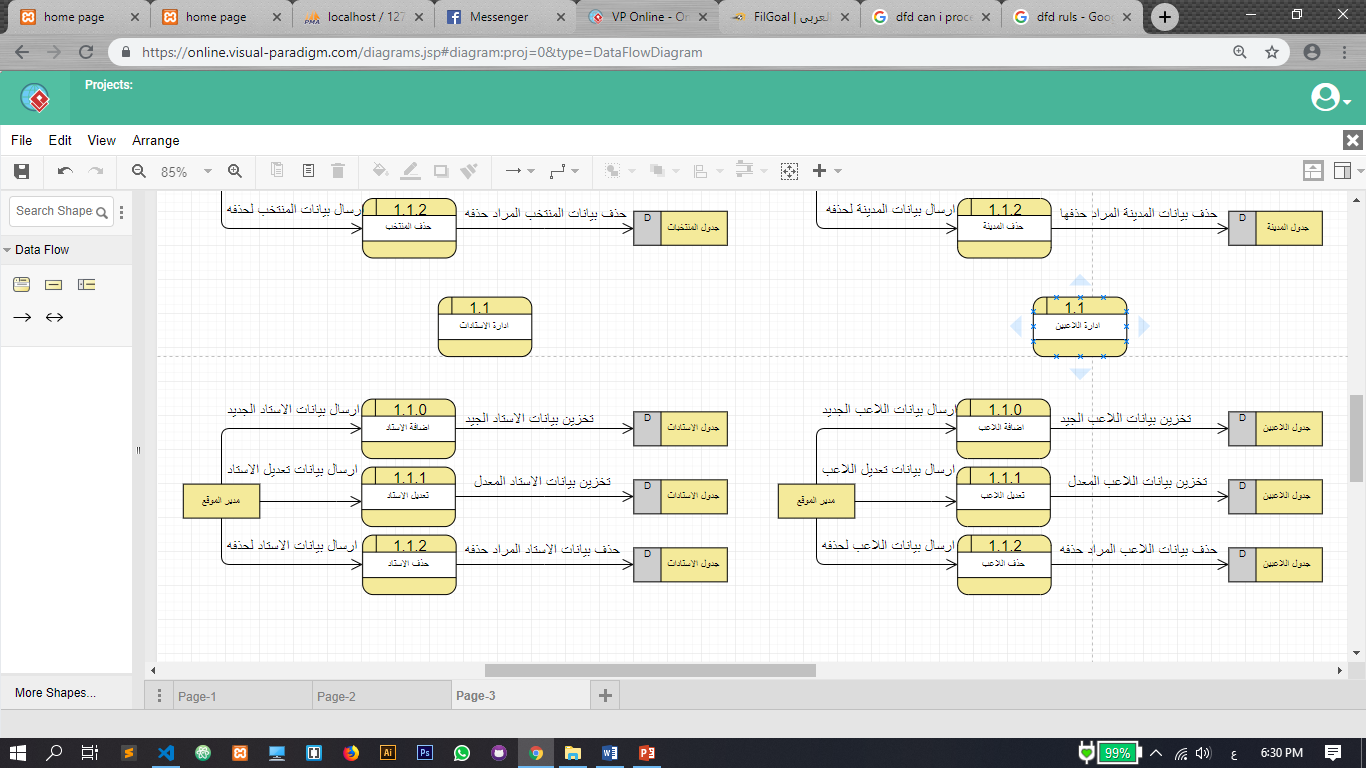 home page
home page
localhost / 127
Messenger
VP Online - On
FilGoal | العربى
dfd can i proce
dfd ruls - Goog
https://online.visual-paradigm.com/diagrams.jsp#diagram:proj=0&type=DataFlowDiagram
Projects:
File Edit View Arrange
85%
Search Shape
Data Flow
More Shapes...
ارسال بيانات المنتخب لحذفه
1.1.2
حذف المنتخب
حذف بيانات المنتخب المراد حذفه
D
جدول المنتخبات
ارسال بيانات المدينة لحذفه
1.1.2
حذف المدينة
حذف بيانات المدينة المراد حذفها
D
جدول المدينة
1.1
ادارة الاستادات
1.1
ادارة اللاعبين
مدير الموقع
ارسال بيانات الاستاد الجديد
1.1.0
اضافة الاستاد
تخزين بيانات الاستاد الجيد
D
جدول الاستادات
ارسال بيانات تعديل الاستاد
1.1.1
تعديل الاستاد
تخزين بيانات الاستاد المعدل
D
جدول الاستادات
ارسال بيانات الاستاد لحذفه
1.1.2
حذف الاستاد
حذف بيانات الاستاد المراد حذفه
D
جدول الاستادات
مدير الموقع
ارسال بيانات اللاعب الجديد
1.1.0
اضافة اللاعب
تخزين بيانات اللاعب الجيد
D
جدول اللاعبين
ارسال بيانات تعديل اللاعب
1.1.1
تعديل اللاعب
تخزين بيانات اللاعب المعدل
D
جدول اللاعبين
ارسال بيانات اللاعب لحذفه
1.1.2
حذف اللاعب
حذف بيانات اللاعب المراد حذفه
D
جدول اللاعبين
Page-1
Page-2
Page-3
99%
ع
6:30 PM